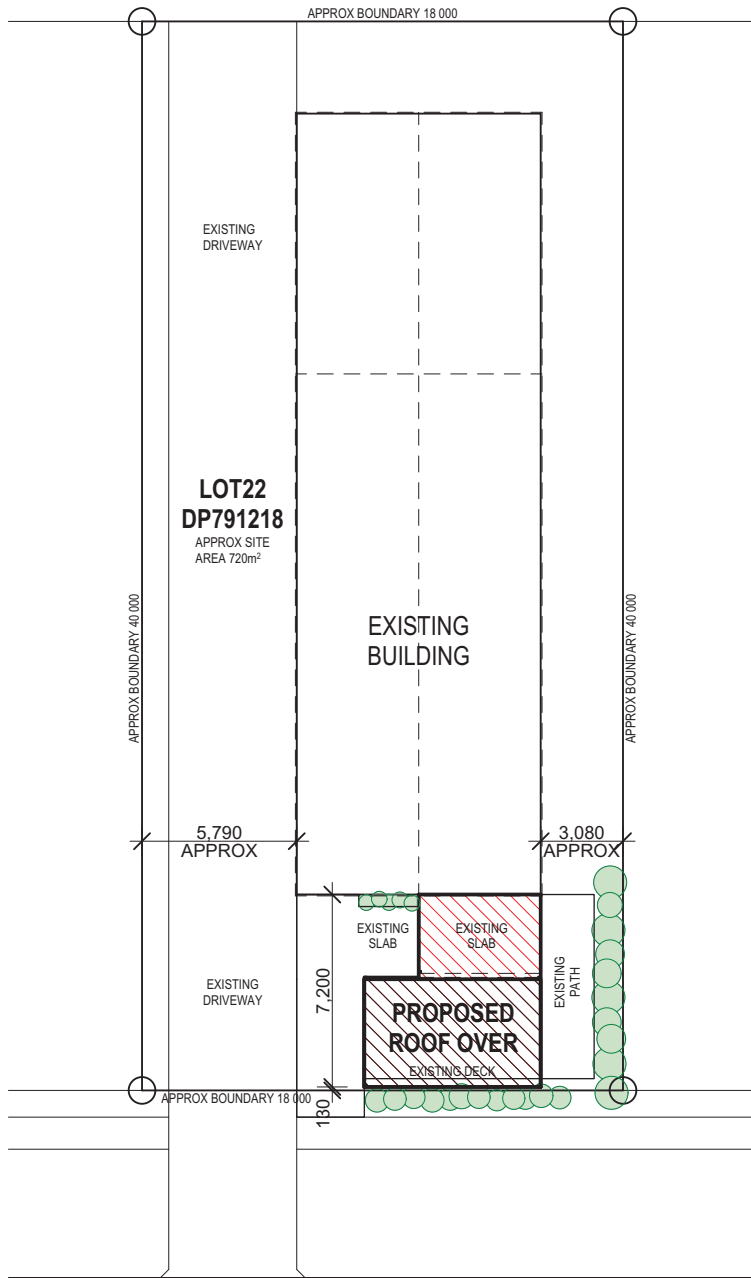 APPROX BOUNDARY 18 000
EXISTING
DRIVEWAY
LOT22
DP791218
APPROX SITE
AREA 720m²
EXISTING
BUILDING
APPROX BOUNDARY 40 000
APPROX BOUNDARY 40 000
5,790
APPROX
3,080
APPROX
EXISTING
SLAB
EXISTING
SLAB
EXISTING
PATH
EXISTING
DRIVEWAY
7,200
PROPOSED
ROOF OVER
EXISTING DECK
APPROX BOUNDARY 18 000
130